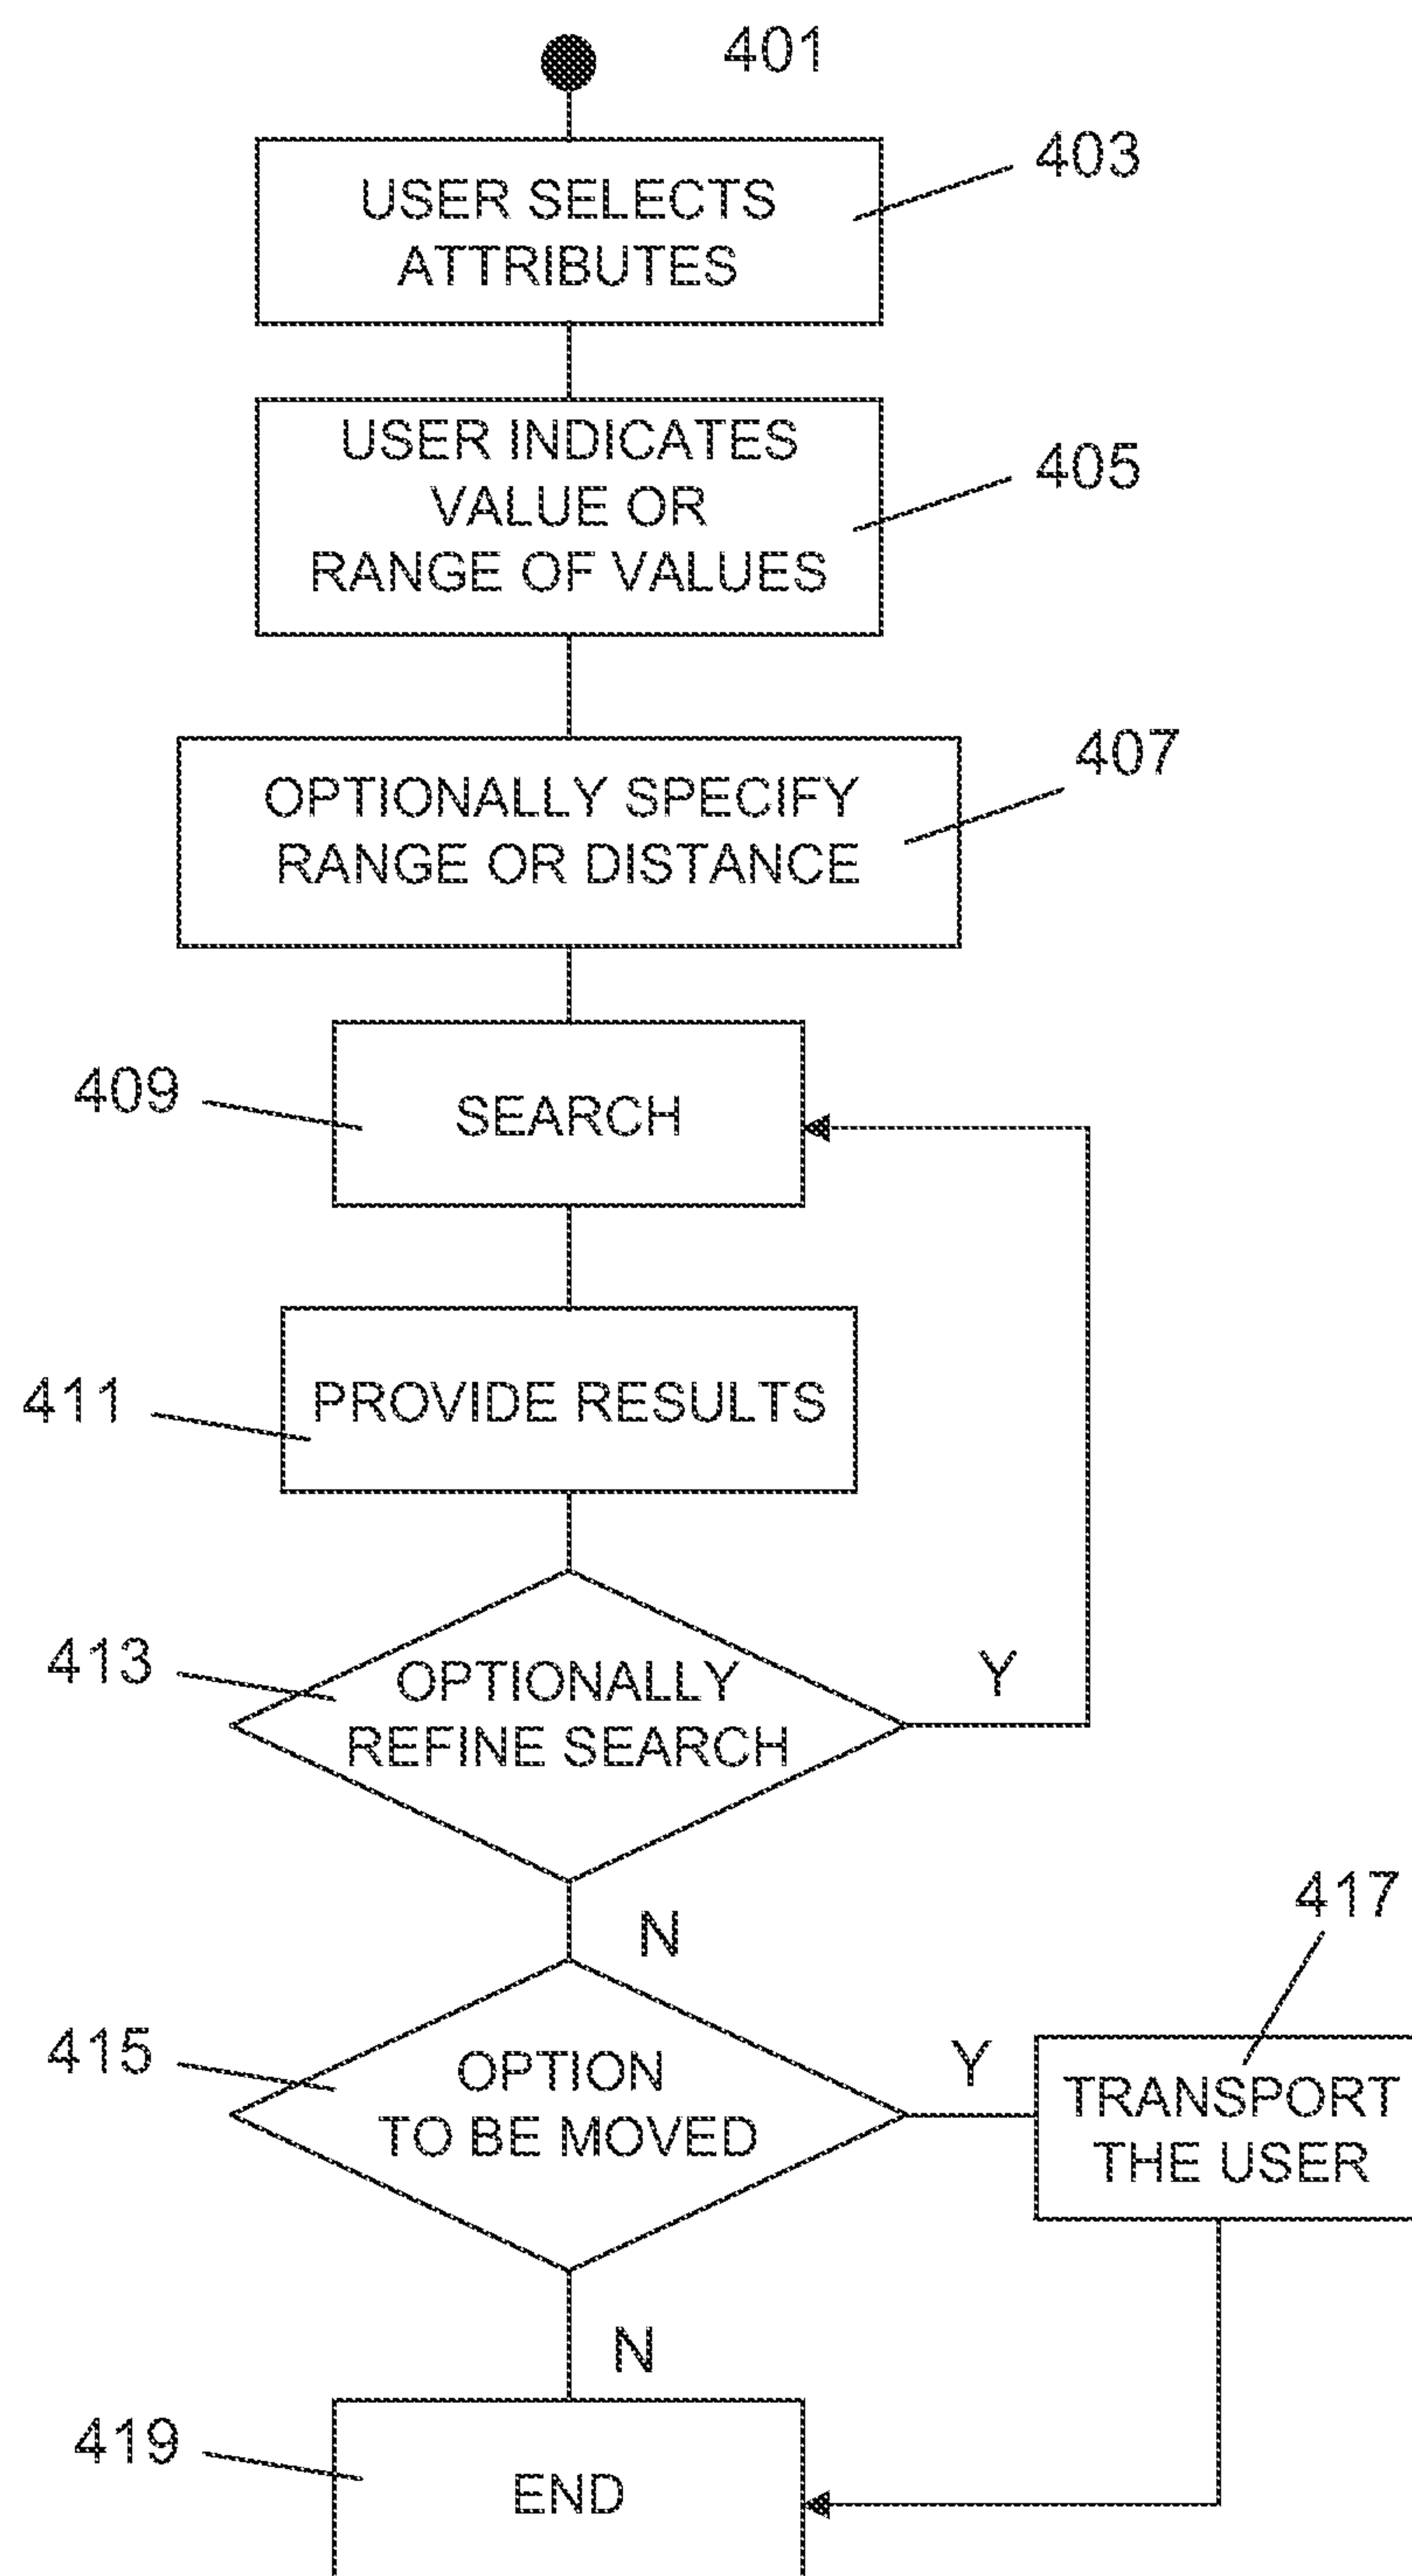 401
USER SELECTS
ATTRIBUTES
403
USER INDICATES
VALUE OR
RANGE OF VALUES
405
OPTIONALLY SPECIFY
RANGE OR DISTANCE
407
409
SEARCH
411
PROVIDE RESULTS
413
OPTIONALLY
REFINE SEARCH
Y
N
415
OPTION
TO BE MOVED
Y
417
TRANSPORT
THE USER
N
419
END